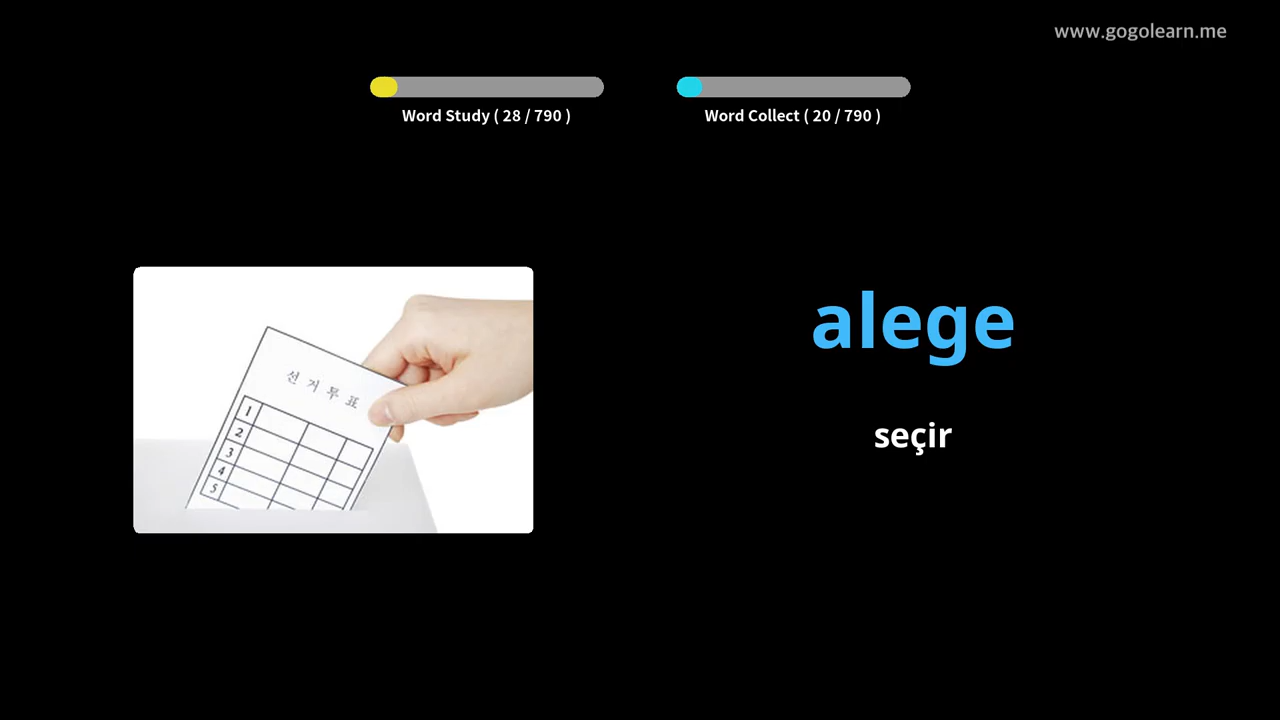 www.gogolearn.me
Word Study ( 28 / 790 )
Word Collect ( 20 / 790 )
선거투표
1
2
3
4
5
alege
seçir